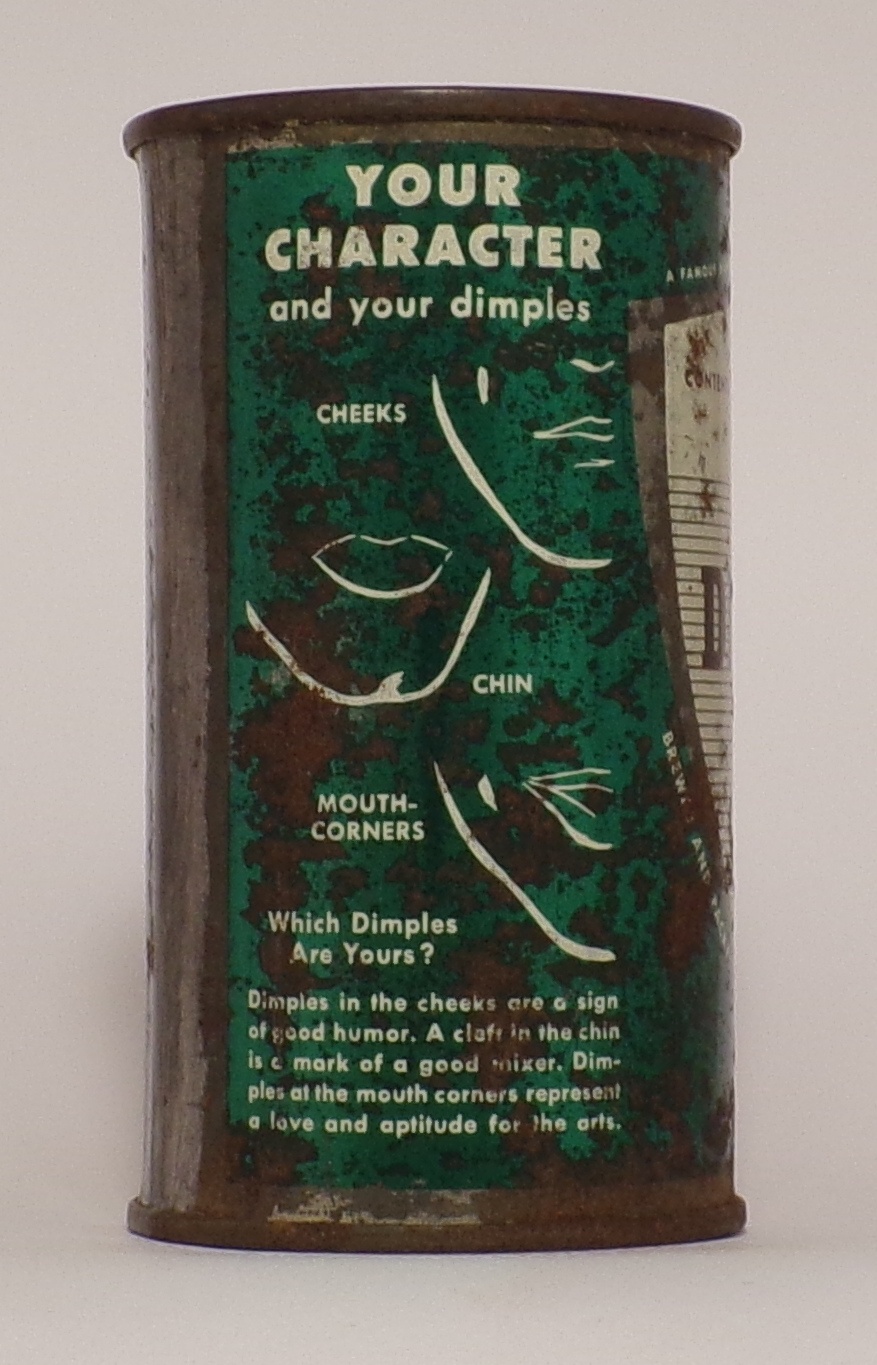 YOUR
CHARACTER
and your dimples
CHEEKS
CHIN
MOUTH-
CORNERS
Which Dimples
Are Yours?
Dimples in the cheeks are a sign
of good humor. A cleft in the chin
is a mark of a good mixer. Dim-
ples at the mouth corners represent
a love and aptitude for the arts.
A